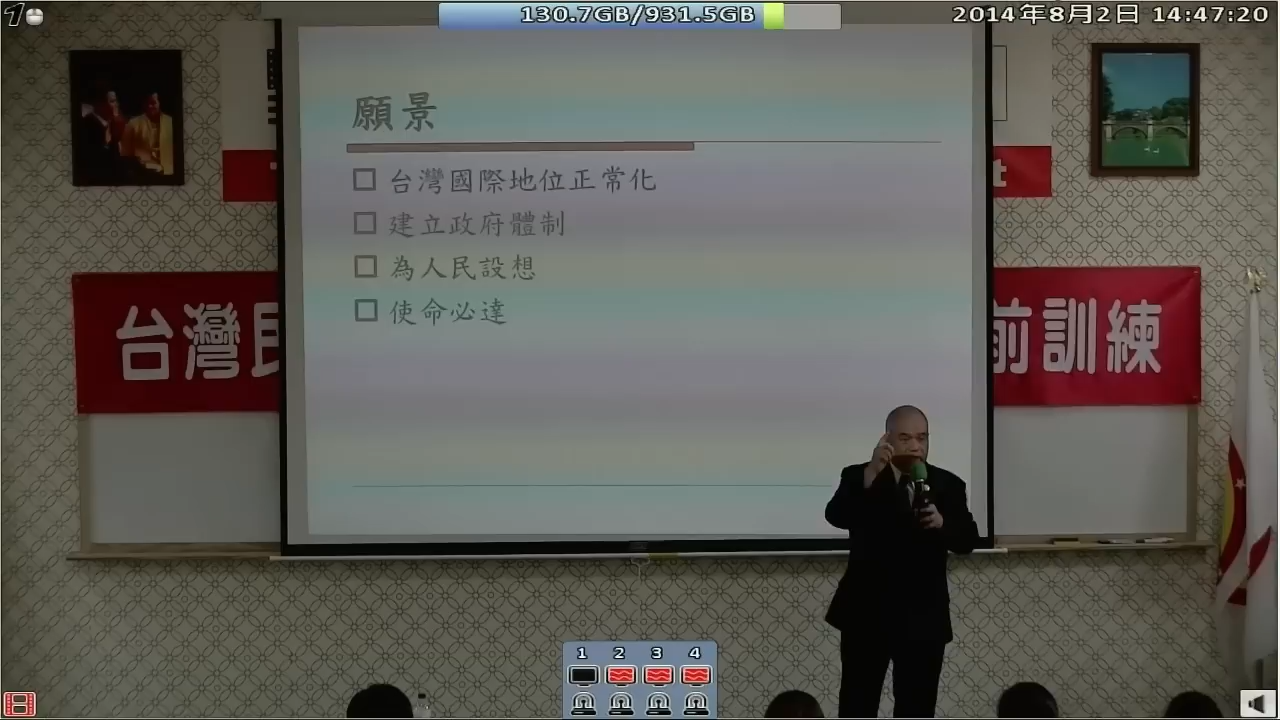 1
130.7GB/931.5GB
2014年8月2日 14:47:20
願景
台灣國際地位正常化
建立政府體制
為人民設想
使命必達
t
台灣民
前訓練
1 2 3 4